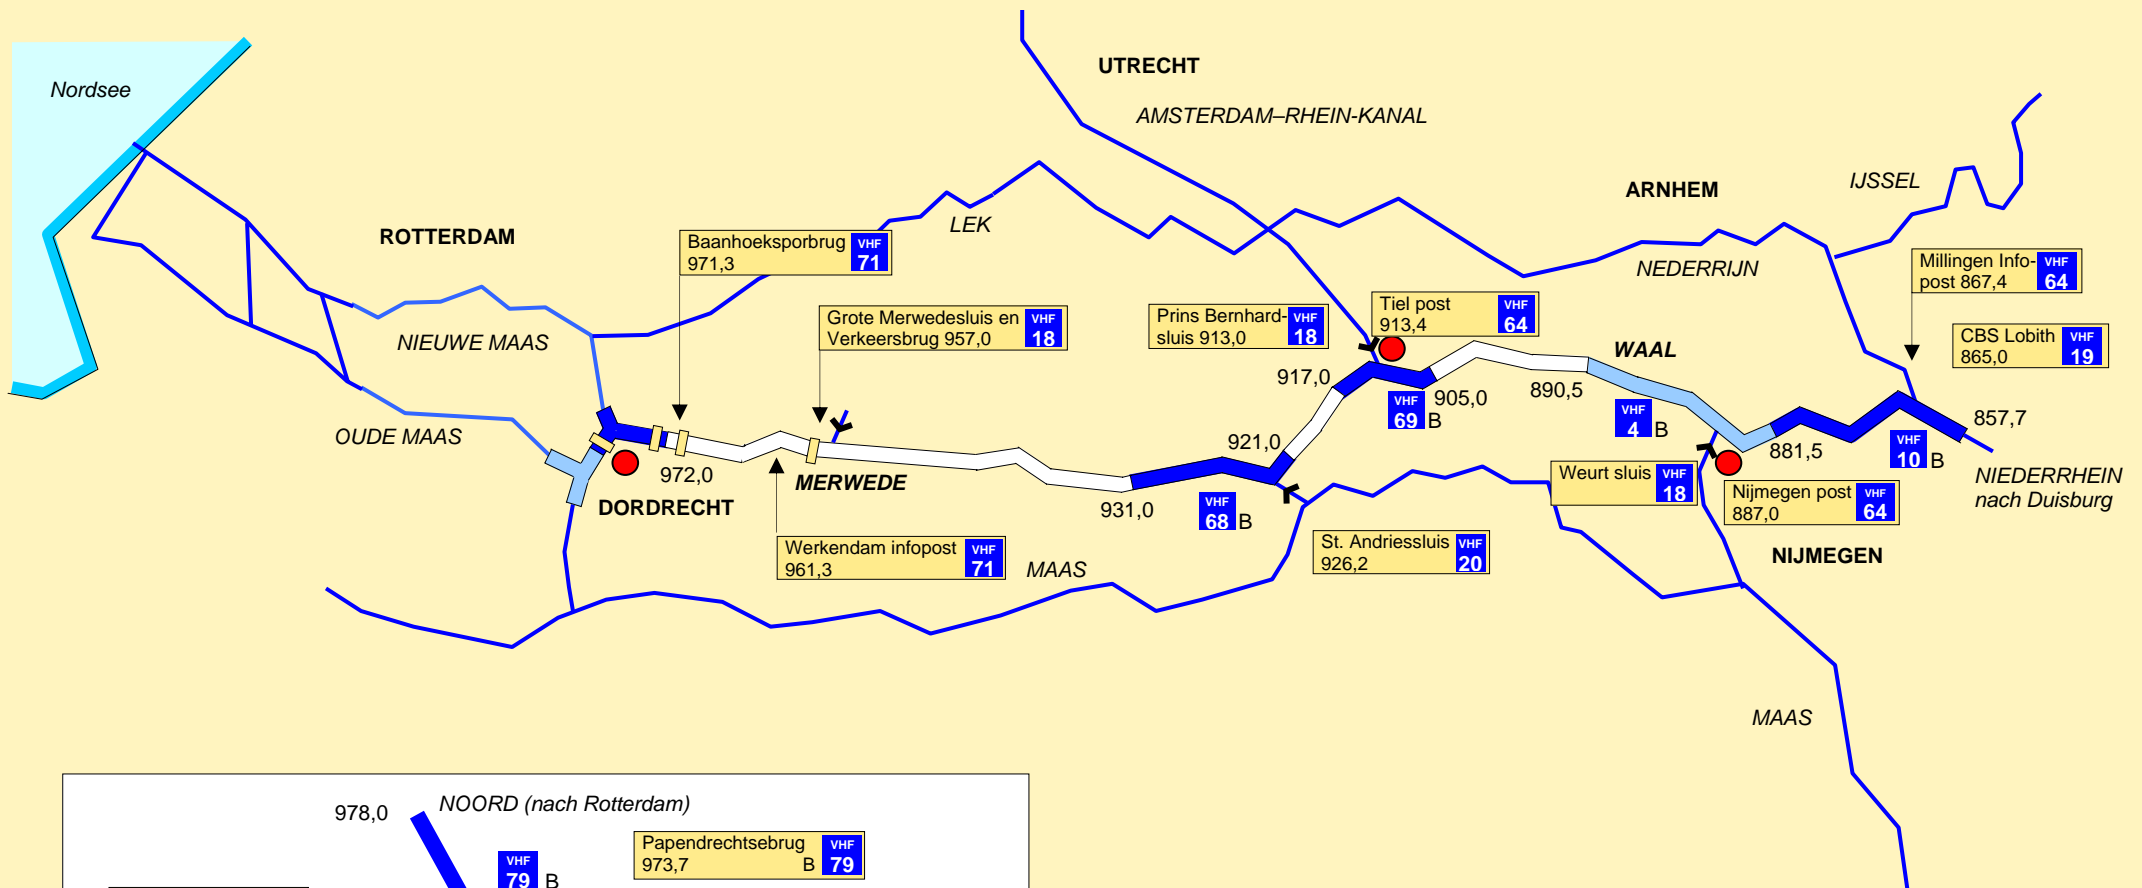 UTRECHT
Nordsee
AMSTERDAM–RHEIN-KANAL
ARNHEM
IJSSEL
ROTTERDAM
LEK
Baanhoeksporbrug
971,3
VHF
71
NEDERRIJN
Millingen Info-
post 867,4
VHF
64
NIEUWE MAAS
Grote Merwedesluis en
Verkeersbrug 957,0
VHF
18
Prins Bernhard-
sluis 913,0
VHF
18
Tiel post
913,4
VHF
64
WAAL
CBS Lobith
865,0
VHF
19
917,0
905,0
890,5
VHF
69 B
VHF
4 B
857,7
OUDE MAAS
921,0
881,5
VHF
10 B
972,0
MERWEDE
Weurt sluis
VHF
18
NIEDERRHEIN
nach Duisburg
DORDRECHT
931,0
VHF
68 B
Nijmegen post
887,0
VHF
64
Werkendam infopost
961,3
VHF
71
MAAS
St. Andriessluis
926,2
VHF
20
NIJMEGEN
MAAS
978,0
NOORD (nach Rotterdam)
Papendrechtsebrug
973,7 B
VHF
79
VHF
79 B